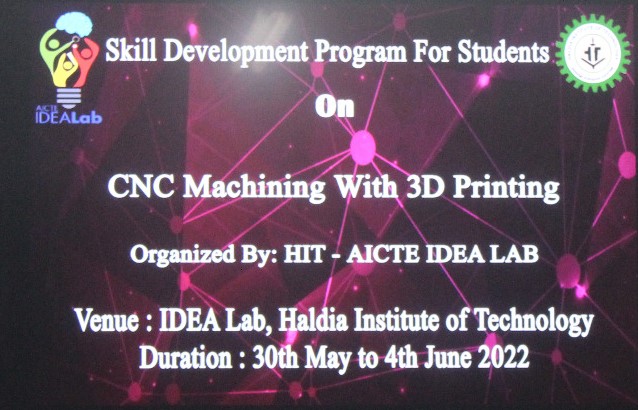 AICTE
IDEALab
Skill Development Program For Students
On
CNC Machining With 3D Printing
Organized By: HIT - AICTE IDEA LAB
Venue : IDEA Lab, Haldia Institute of Technology
Duration : 30th May to 4th June 2022